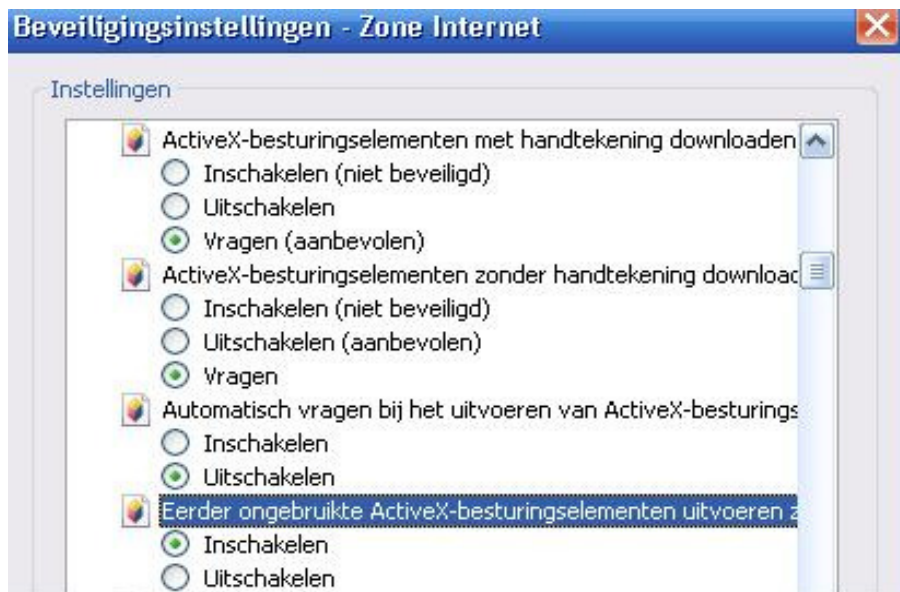 Beveiligingsinstellingen - Zone Internet
Instellingen
ActiveX-besturingselementen met handtekening downloaden
Inschakelen (niet beveiligd)
Uitschakelen
Vragen (aanbevolen)
ActiveX-besturingselementen zonder handtekening downloac
Inschakelen (niet beveiligd)
Uitschakelen (aanbevolen)
Vragen
Automatisch vragen bij het uitvoeren van ActiveX-besturings
Inschakelen
Uitschakelen
Eerder ongebruikte ActiveX-besturingselementen uitvoeren z
Inschakelen
Uitschakelen